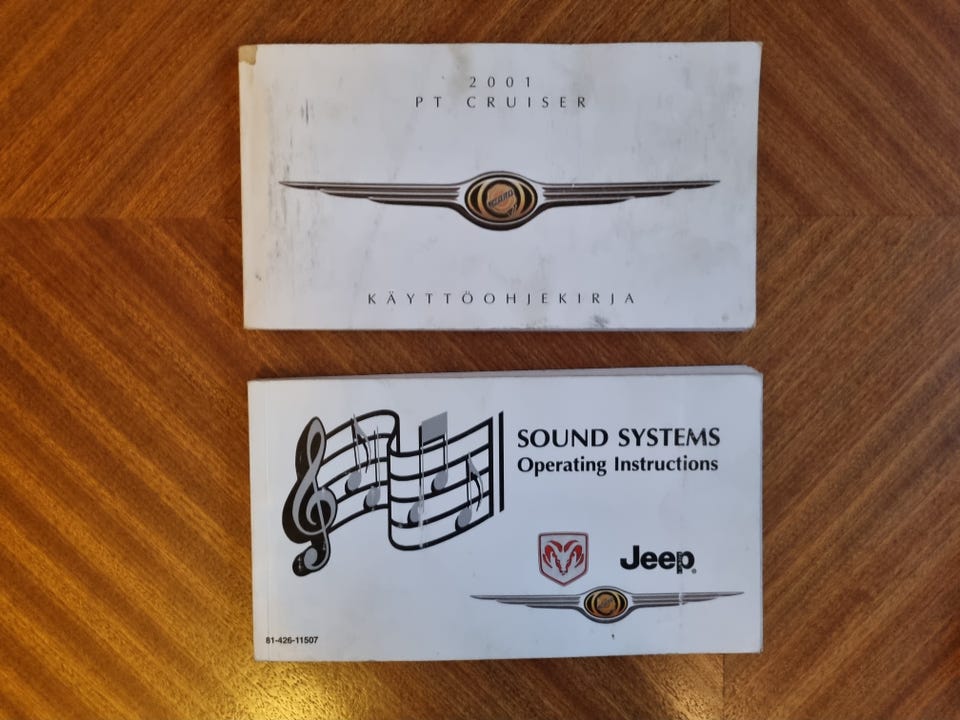 2001
PT CRUISER
KÄYTTÖOHJEKIRJA
SOUND SYSTEMS
Operating Instructions
Jeep®
81-426-11507